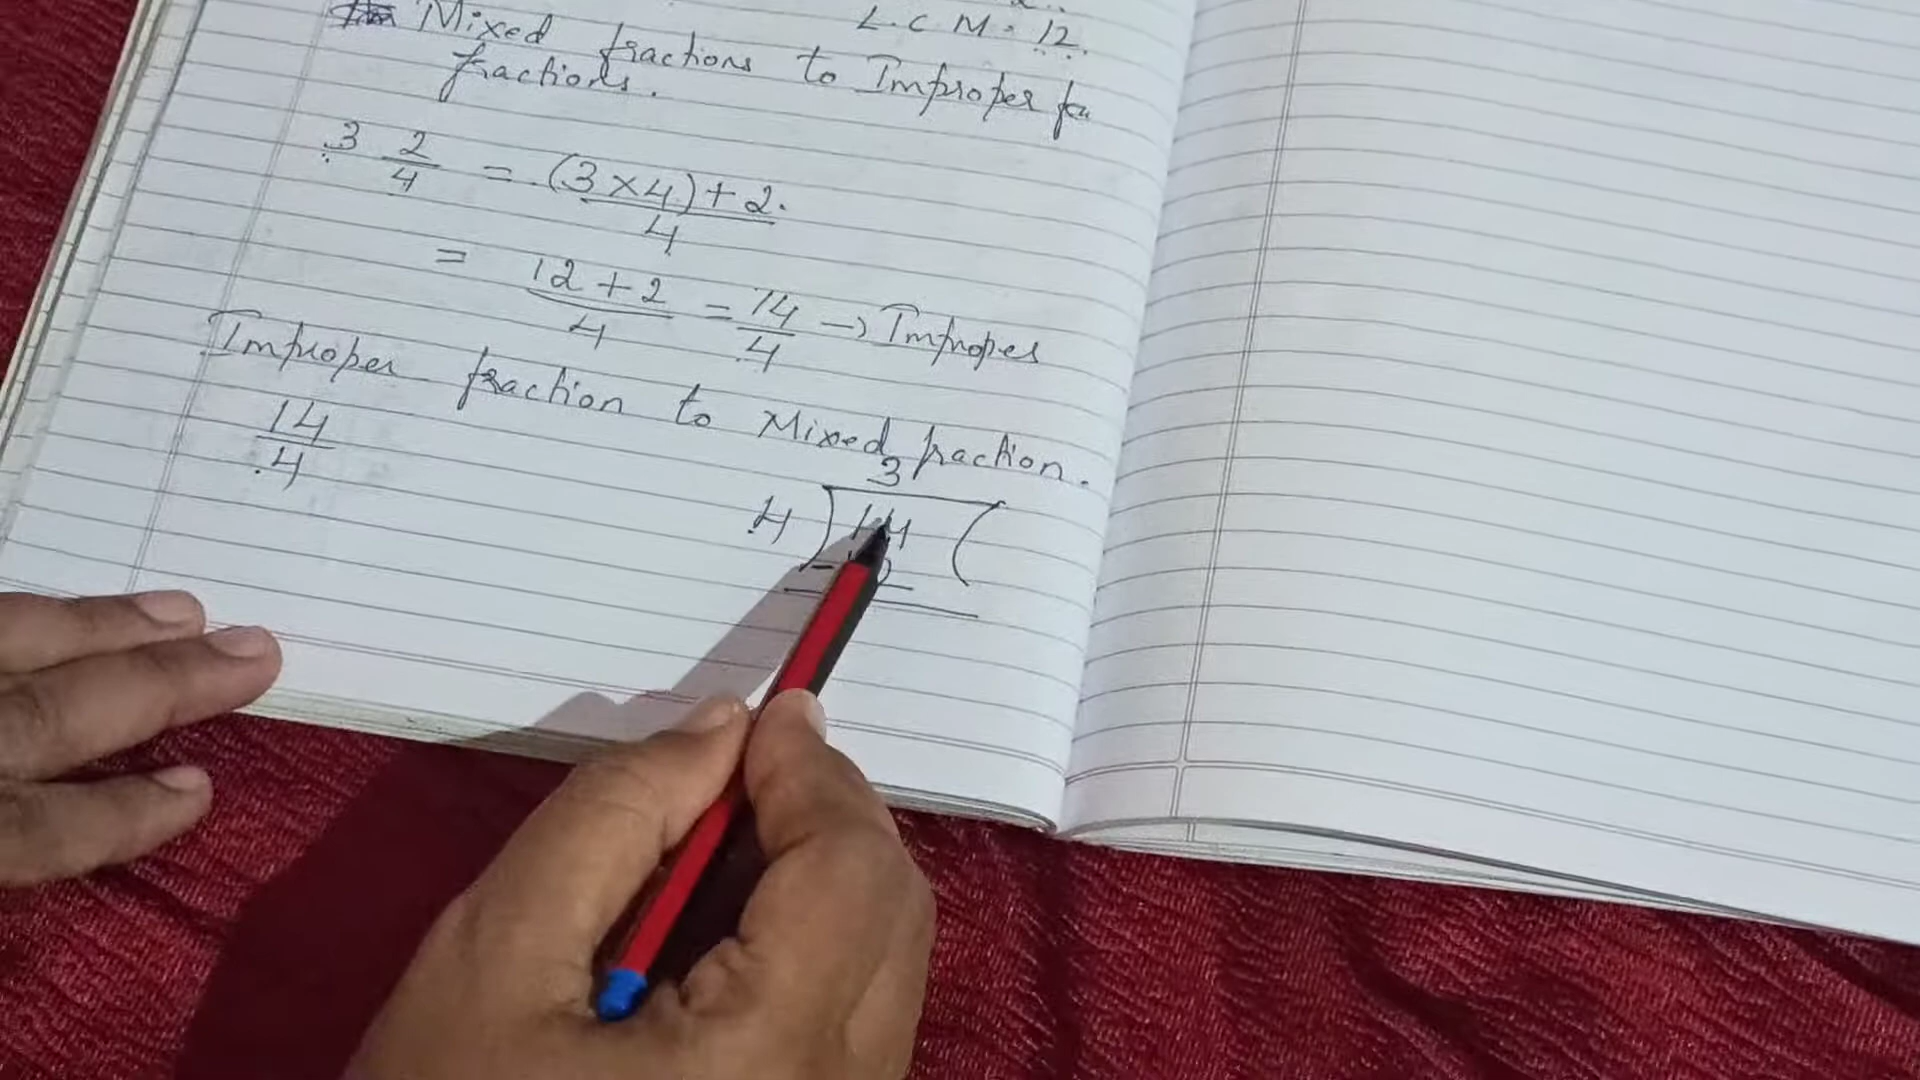 L.C M = 12.
Mixed fractions to Improper
fractions.
3 2/4 = (3×4)+2/4
= 12+2/4 = 14/4 → Improper
Improper fraction to Mixed fraction.
14/4
3
4 ) 14 (
- 12